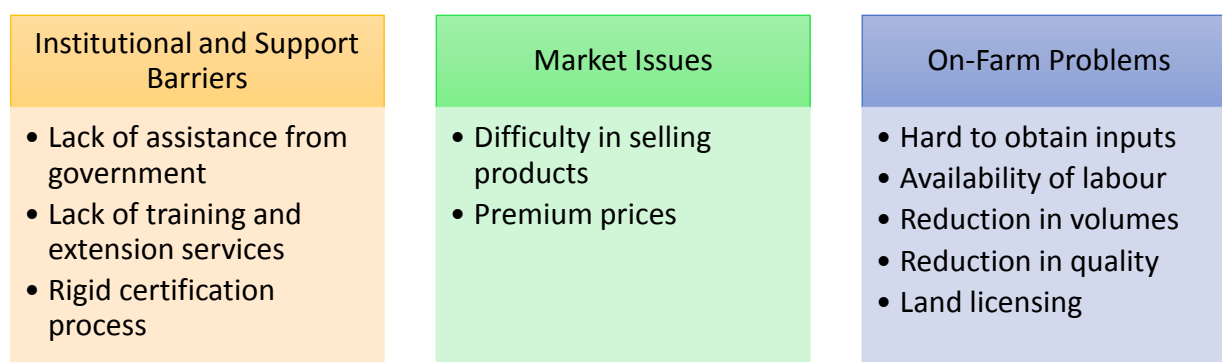 Institutional and Support
Barriers
• Lack of assistance from
government
• Lack of training and
extension services
• Rigid certification
process
Market Issues
• Difficulty in selling
products
• Premium prices
On-Farm Problems
• Hard to obtain inputs
• Availability of labour
• Reduction in volumes
• Reduction in quality
• Land licensing